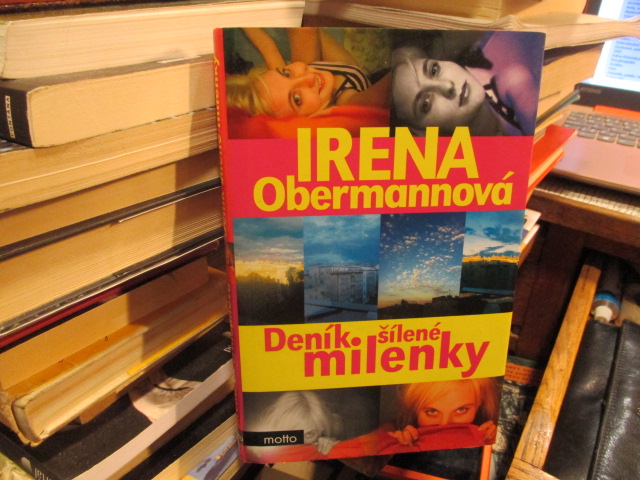 IRENA
Obermannová
Deník šílené
milenky
motto